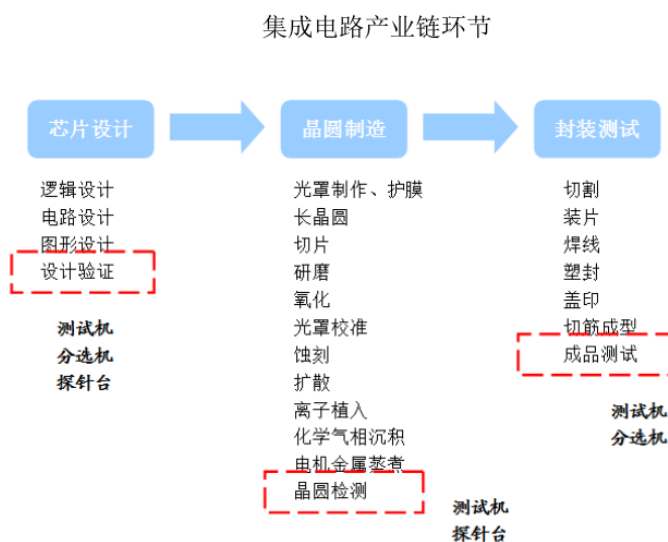 集成电路产业链环节
芯片设计
晶圆制造
封装测试
逻辑设计
电路设计
图形设计
设计验证
测试机
分选机
探针台
光罩制作、护膜
长晶圆
切片
研磨
氧化
光罩校准
蚀刻
扩散
离子植入
化学气相沉积
电机金属蒸煮
晶圆检测
测试机
探针台
切割
装片
焊线
塑封
盖印
切筋成型
成品测试
测试机
分选机